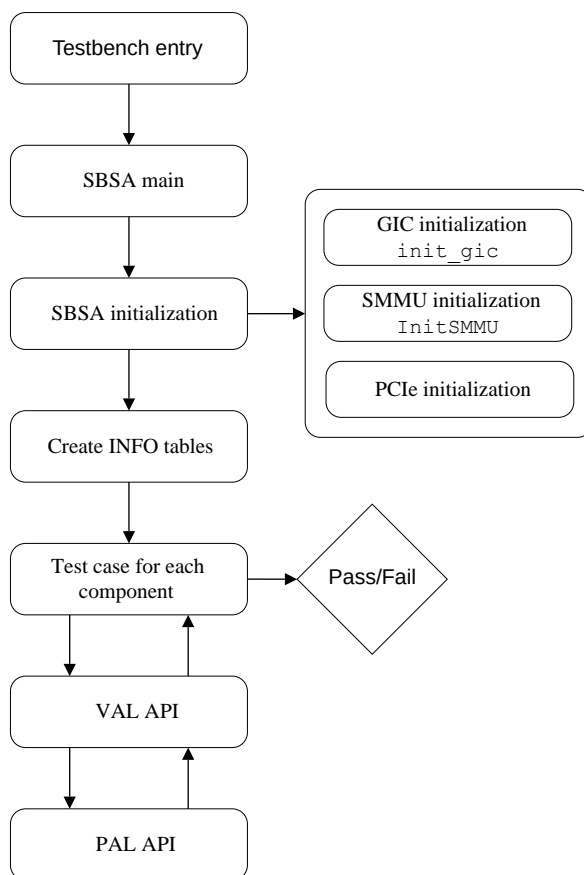 Testbench entry
SBSA main
GIC initialization
init_gic
SBSA initialization
SMMU initialization
InitSMMU
PCIe initialization
Create INFO tables
Test case for each
component
Pass/Fail
VAL API
PAL API